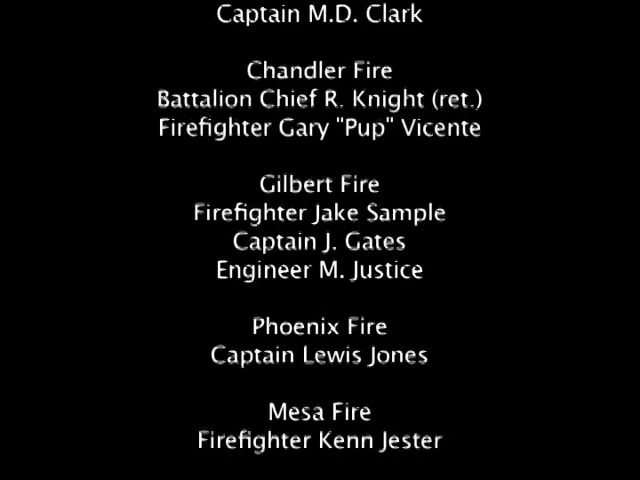 Captain M.D. Clark
Chandler Fire
Battalion Chief R. Knight (ret.)
Firefighter Gary "Pup" Vicente
Gilbert Fire
Firefighter Jake Sample
Captain J. Gates
Engineer M. Justice
Phoenix Fire
Captain Lewis Jones
Mesa Fire
Firefighter Kenn Jester